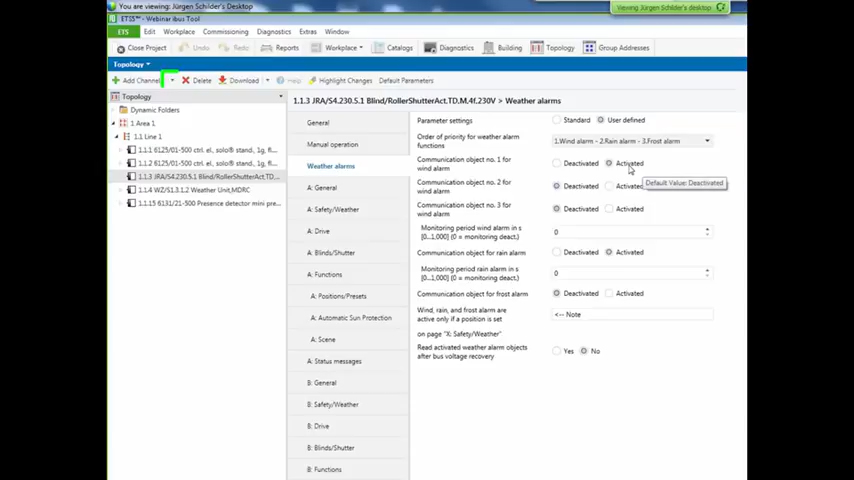 You are viewing: Jürgen Schilder's Desktop
Viewing Jürgen Schilder's desktop
ETS5™ - Webinar ibus Tool
ETS Edit Workplace Commissioning Diagnostics Extras Window
Close Project Undo Redo Reports Workplace Catalogs Diagnostics Building Topology Group Addresses
Topology
Add Channel Delete Download Help Highlight Changes Default Parameters
Topology
Dynamic Folders
1 Area 1
1.1 Line 1
1.1.1 6125/01-500 ctrl. el., solo® stand., 1g, fl...
1.1.2 6125/01-500 ctrl. el., solo® stand., 1g, fl...
1.1.3 JRA/S4.230.5.1 Blind/RollerShutterAct,TD,...
1.1.4 WZ/S1.3.1.2 Weather Unit,MDRC
1.1.15 6131/21-500 Presence detector mini pre...
1.1.3 JRA/S4.230.5.1 Blind/RollerShutterAct.TD.M.4f.230V > Weather alarms
General
Manual operation
Weather alarms
A: General
A: Safety/Weather
A: Drive
A: Blinds/Shutter
A: Functions
A: Positions/Presets
A: Automatic Sun Protection
A: Scene
A: Status messages
B: General
B: Safety/Weather
B: Drive
B: Blinds/Shutter
B: Functions
Parameter settings Standard User defined
Order of priority for weather alarm functions 1.Wind alarm - 2.Rain alarm - 3.Frost alarm
Communication object no. 1 for wind alarm Deactivated Activated
Default Value: Deactivated
Communication object no. 2 for wind alarm Deactivated Activated
Communication object no. 3 for wind alarm Deactivated Activated
Monitoring period wind alarm in s [0...1,000] (0 = monitoring deact.) 0
Communication object for rain alarm Deactivated Activated
Monitoring period rain alarm in s [0...1,000] (0 = monitoring deact.) 0
Communication object for frost alarm Deactivated Activated
Wind, rain, and frost alarm are active only if a position is set <-- Note
on page "X: Safety/Weather"
Read activated weather alarm objects after bus voltage recovery Yes No